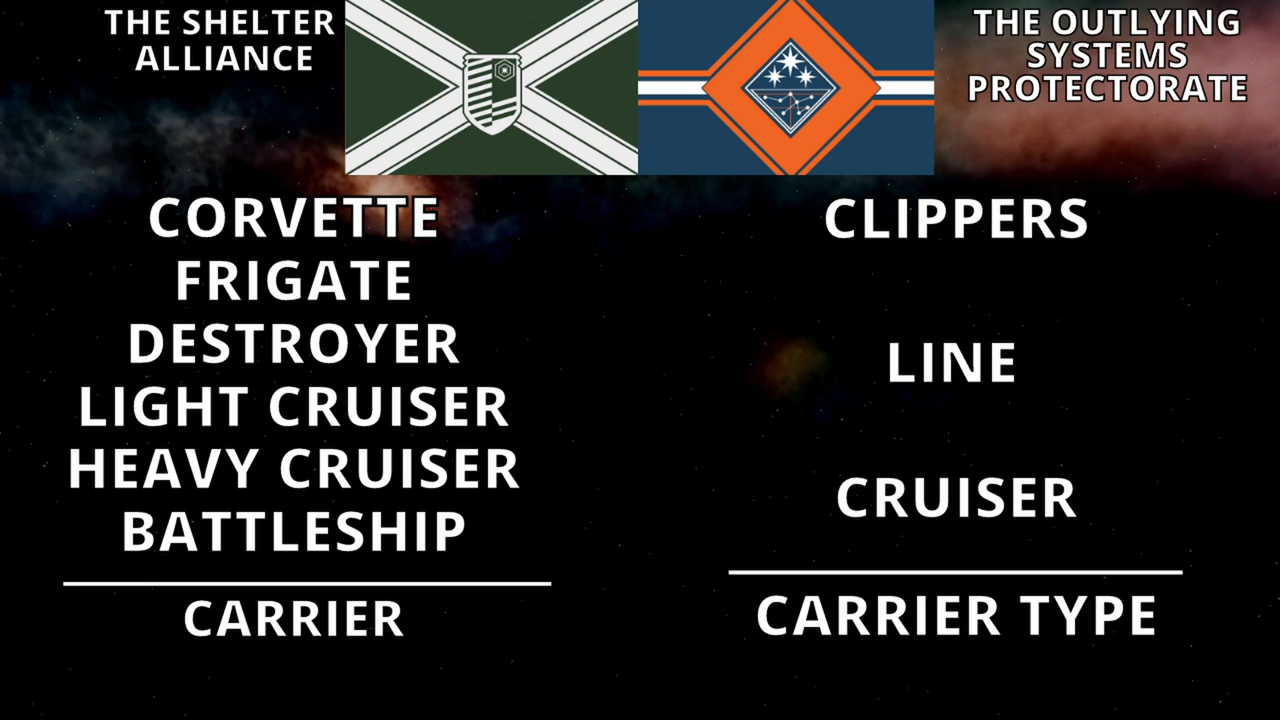 THE SHELTER
ALLIANCE
THE OUTLYING
SYSTEMS
PROTECTORATE
CORVETTE
FRIGATE
DESTROYER
LIGHT CRUISER
HEAVY CRUISER
BATTLESHIP
CARRIER
CLIPPERS
LINE
CRUISER
CARRIER TYPE